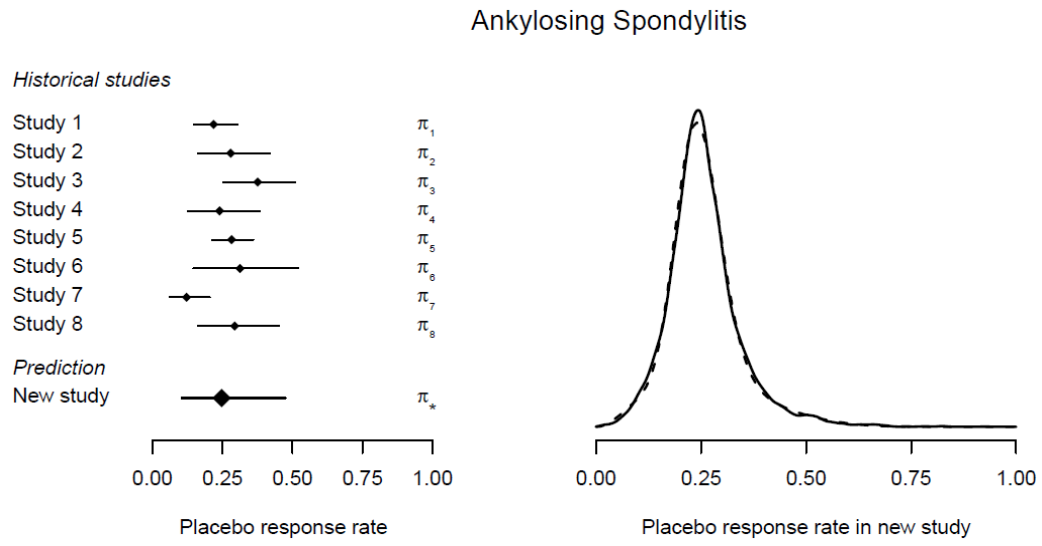 Ankylosing Spondylitis
Historical studies
Study 1 π₁
Study 2 π₂
Study 3 π₃
Study 4 π₄
Study 5 π₅
Study 6 π₆
Study 7 π₇
Study 8 π₈
Prediction
New study π*
0.00 0.25 0.50 0.75 1.00
Placebo response rate
0.00 0.25 0.50 0.75 1.00
Placebo response rate in new study